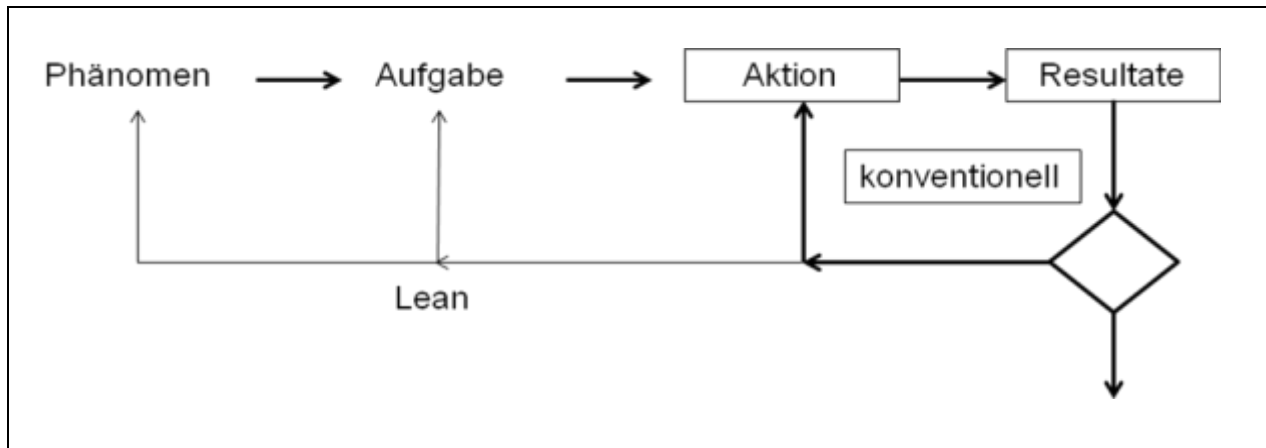 Phänomen
Aufgabe
Aktion
Resultate
konventionell
Lean